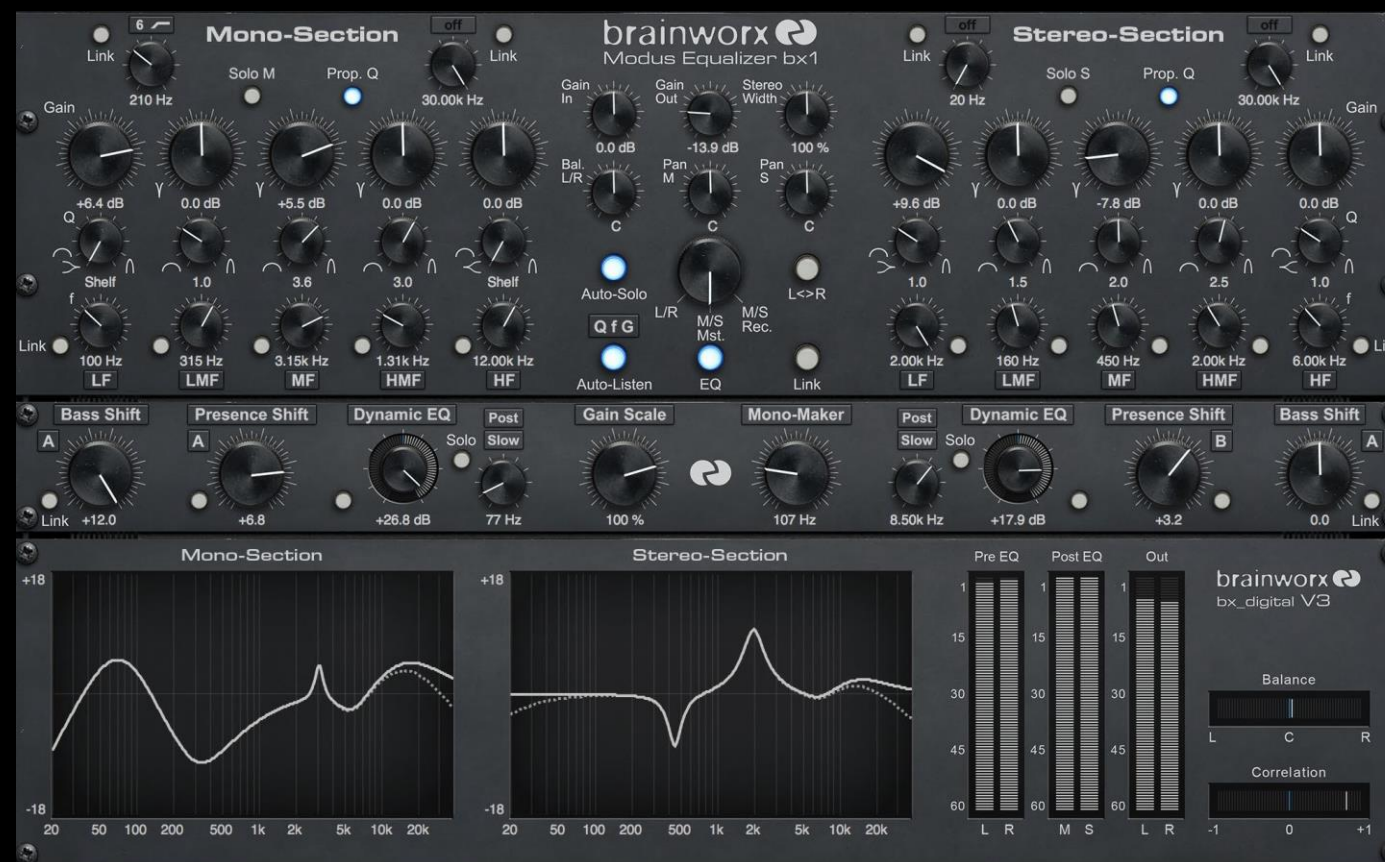 6 off off off
Mono-Section brainworx Stereo-Section
Link Link Modus Equalizer bx1 Link Link
Solo M Prop. Q Solo S Prop. Q
210 Hz 30.00k Hz Gain In Gain Out Stereo Width 20 Hz 30.00k Hz
Gain Gain
0.0 dB -13.9 dB 100 %
Bal. L/R Pan M Pan S
+6.4 dB 0.0 dB +5.5 dB 0.0 dB 0.0 dB +9.6 dB 0.0 dB -7.8 dB 0.0 dB 0.0 dB
Q C C C Q
Shelf 1.0 3.6 3.0 Shelf 1.0 1.5 2.0 2.5 1.0
Auto-Solo L<>R
f L/R M/S Mst. M/S Rec. f
Q f G
Link Link
100 Hz 315 Hz 3.15k Hz 1.31k Hz 12.00k Hz 2.00k Hz 160 Hz 450 Hz 2.00k Hz 6.00k Hz
LF LMF MF HMF HF Auto-Listen EQ Link LF LMF MF HMF HF
Bass Shift Presence Shift Dynamic EQ Post Gain Scale Mono-Maker Post Dynamic EQ Presence Shift Bass Shift
A A Solo Slow Slow Solo B A
Link +12.0 +6.8 +26.8 dB 77 Hz 100 % 107 Hz 8.50k Hz +17.9 dB +3.2 0.0 Link
Mono-Section Stereo-Section Pre EQ Post EQ Out
+18 +18 1 1 1 brainworx
bx_digital V3
15 15 15
Balance
30 30 30
L C R
45 45 45
Correlation
-18 -18 60 60 60
20 50 100 200 500 1k 2k 5k 10k 20k 20 50 100 200 500 1k 2k 5k 10k 20k L R M S L R -1 0 +1